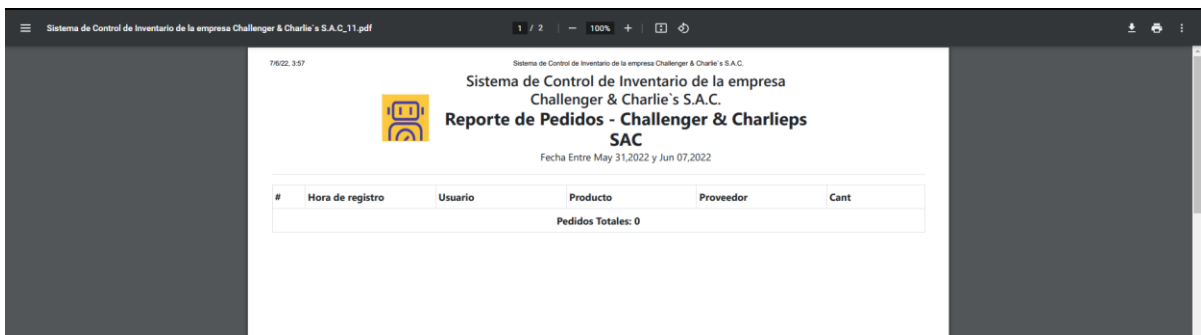 Sistema de Control de Inventario de la empresa Challenger & Charlie`s S.A.C_11.pdf
1 / 2
100%
7/6/22, 3:57
Sistema de Control de Inventario de la empresa Challenger & Charlie`s S.A.C.
Sistema de Control de Inventario de la empresa
Challenger & Charlie`s S.A.C.
Reporte de Pedidos - Challenger & Charlieps
SAC
Fecha Entre May 31,2022 y Jun 07,2022
# Hora de registro Usuario Producto Proveedor Cant
Pedidos Totales: 0